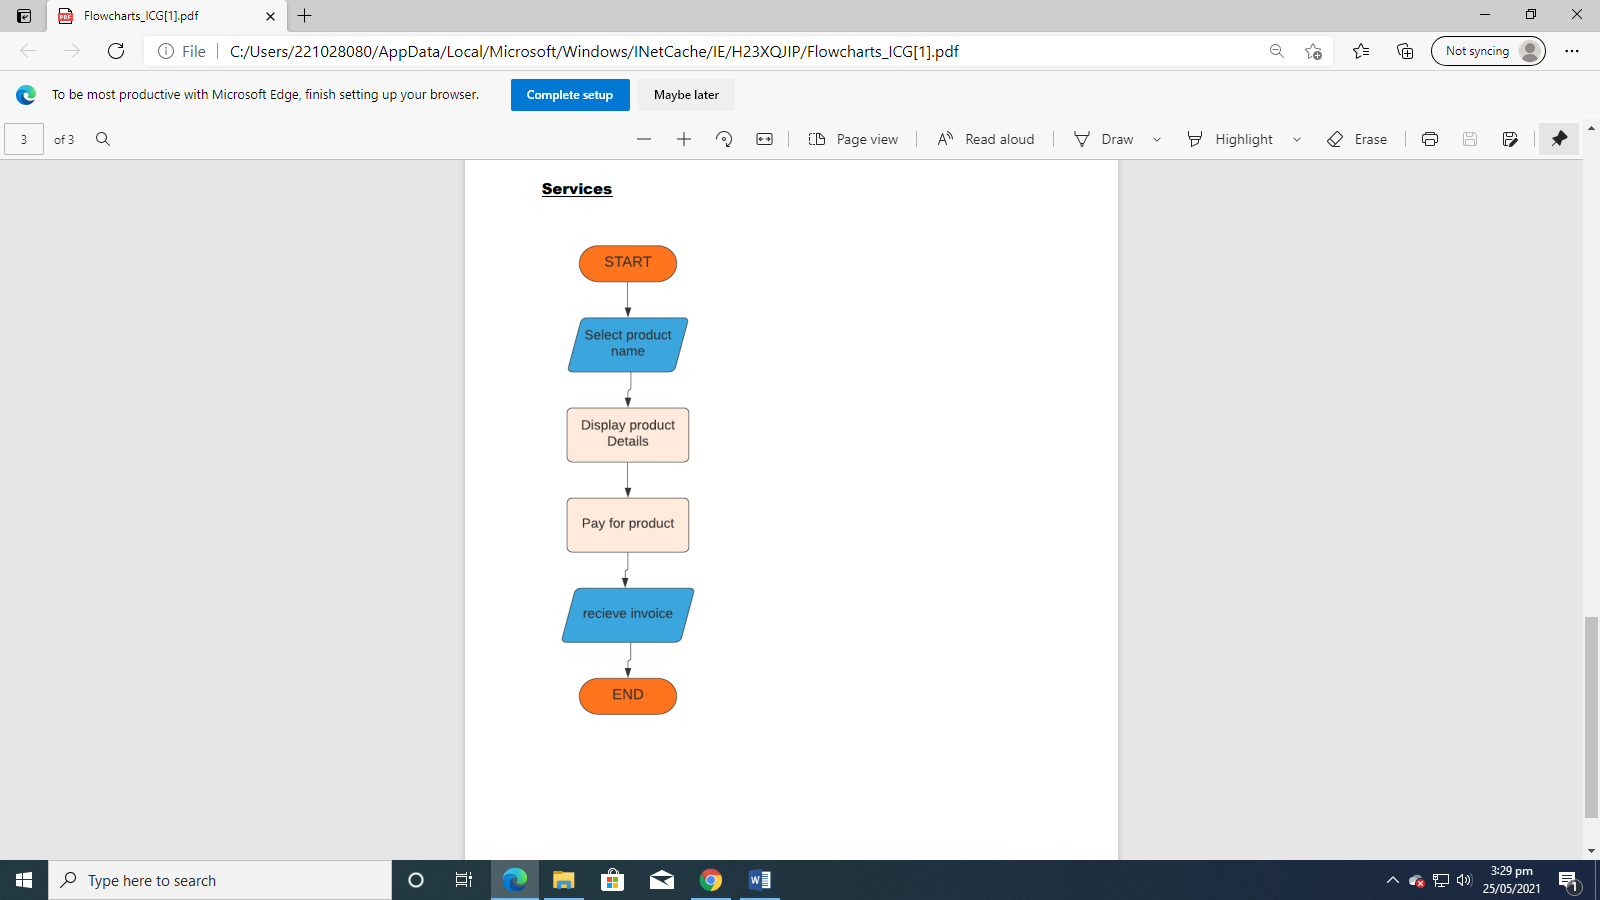 Flowcharts_ICG[1].pdf
File
C:/Users/221028080/AppData/Local/Microsoft/Windows/INetCache/IE/H23XQJIP/Flowcharts_ICG[1].pdf
Not syncing
To be most productive with Microsoft Edge, finish setting up your browser.
Complete setup
Maybe later
3 of 3
Page view
Read aloud
Draw
Highlight
Erase
Services
START
Select product
name
Display product
Details
Pay for product
recieve invoice
END
Type here to search
3:29 pm
25/05/2021
1